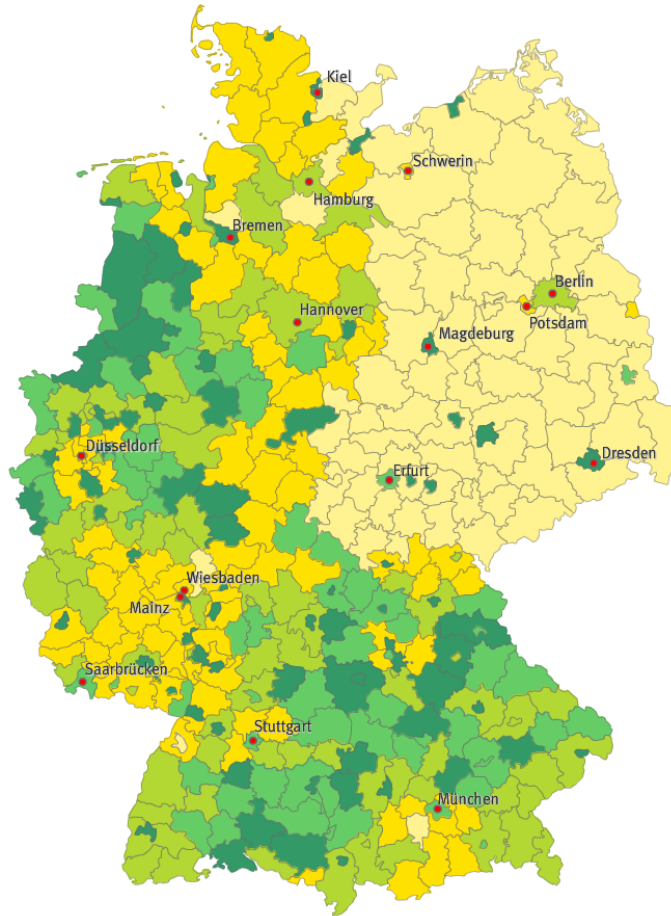 Kiel
Schwerin
Hamburg
Bremen
Berlin
Hannover
Potsdam
Magdeburg
Düsseldorf
Dresden
Erfurt
Wiesbaden
Mainz
Saarbrücken
Stuttgart
München